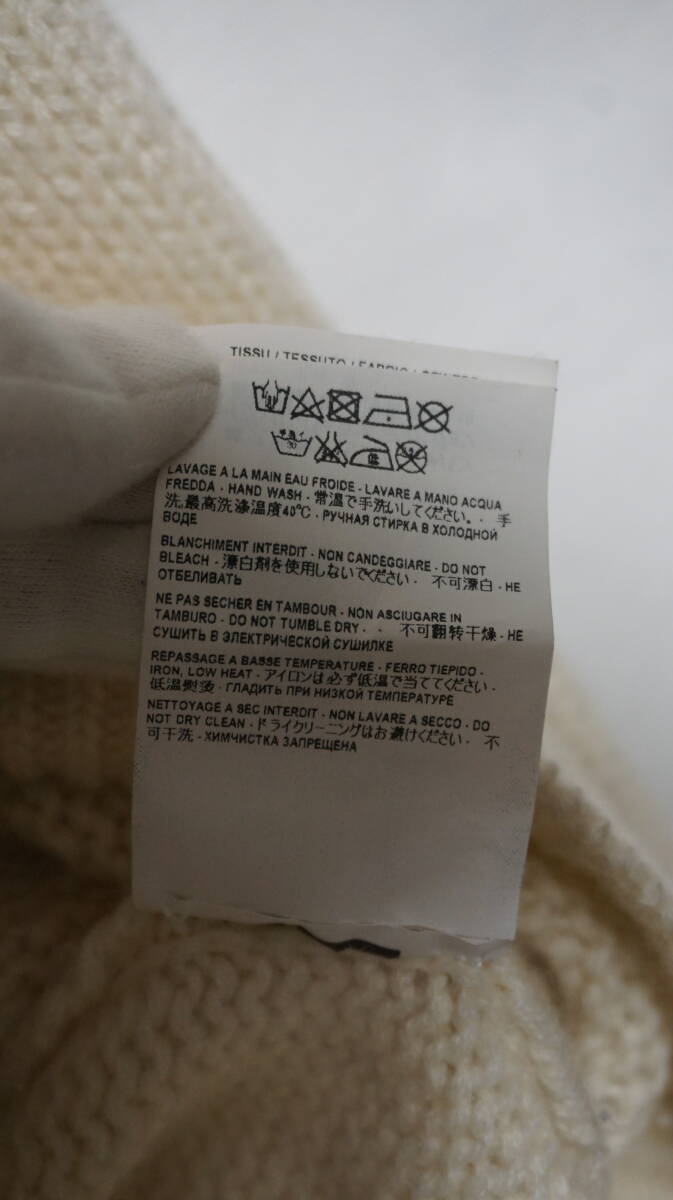 TISSU / TESSUTO / FABRIC /
30
LAVAGE A LA MAIN EAU FROIDE - LAVARE A MANO ACQUA
FREDDA - HAND WASH - 常温で手洗いしてください。 - 手
洗,最高洗涤温度40℃ - РУЧНАЯ СТИРКА В ХОЛОДНОЙ
ВОДЕ
BLANCHIMENT INTERDIT - NON CANDEGGIARE - DO NOT
BLEACH - 漂白剤を使用しないでください - 不可漂白 - НЕ
ОТБЕЛИВАТЬ
NE PAS SECHER EN TAMBOUR - NON ASCIUGARE IN
TAMBURO - DO NOT TUMBLE DRY - - 不可翻转干燥 - НЕ
СУШИТЬ В ЭЛЕКТРИЧЕСКОЙ СУШИЛКЕ
REPASSAGE A BASSE TEMPERATURE - FERRO TIEPIDO -
IRON, LOW HEAT - アイロンは必ず低温で当ててください -
低温熨烫 - ГЛАДИТЬ ПРИ НИЗКОЙ ТЕМПЕРАТУРЕ
NETTOYAGE A SEC INTERDIT - NON LAVARE A SECCO - DO
NOT DRY CLEAN - ドライクリーニングはお避けください - 不
可干洗 - ХИМЧИСТКА ЗАПРЕЩЕНА